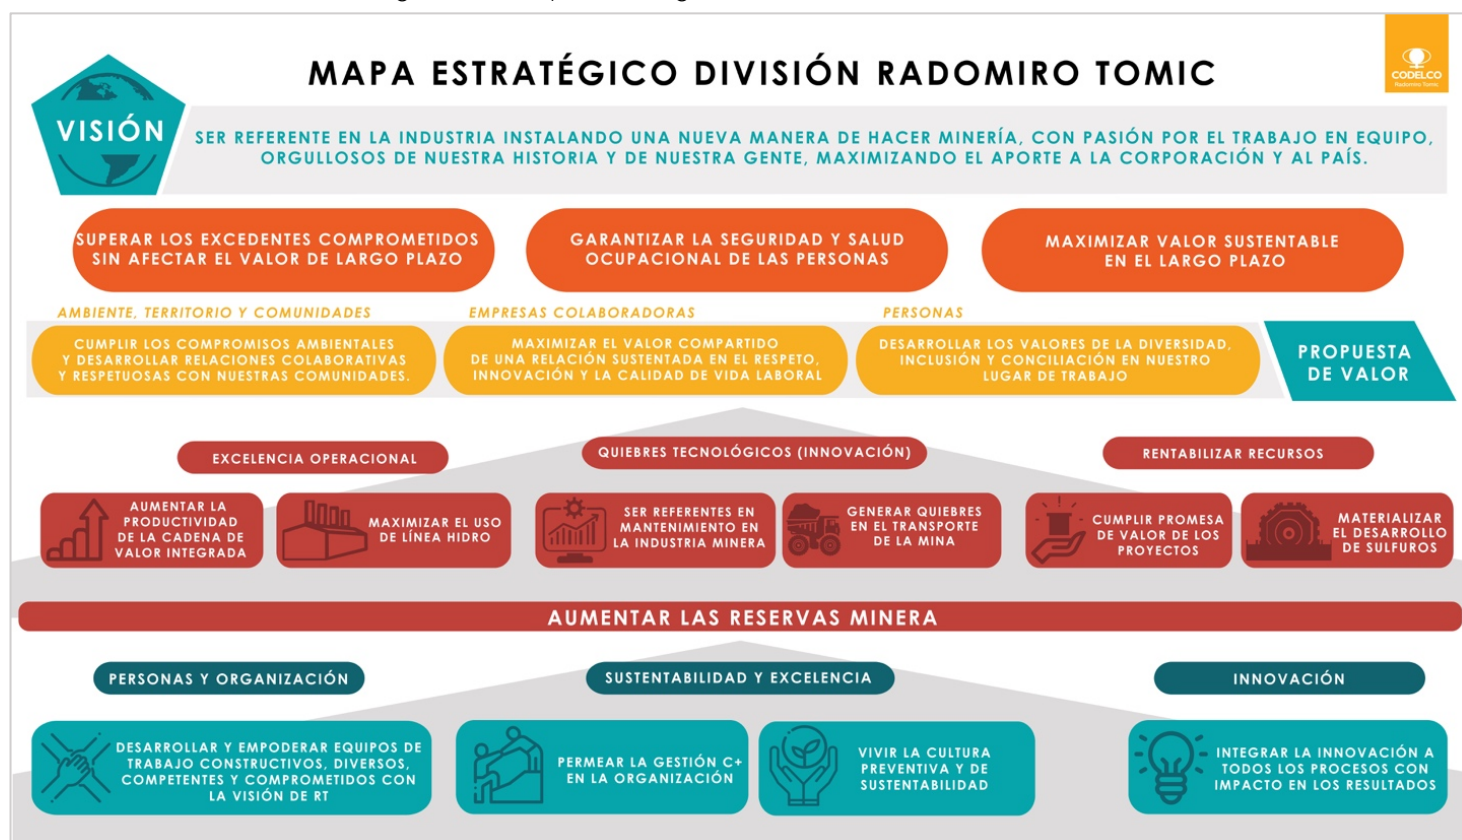 MAPA ESTRATÉGICO DIVISIÓN RADOMIRO TOMIC
CODELCO
Radomiro Tomic
VISIÓN
SER REFERENTE EN LA INDUSTRIA INSTALANDO UNA NUEVA MANERA DE HACER MINERÍA, CON PASIÓN POR EL TRABAJO EN EQUIPO,
ORGULLOSOS DE NUESTRA HISTORIA Y DE NUESTRA GENTE, MAXIMIZANDO EL APORTE A LA CORPORACIÓN Y AL PAÍS.
SUPERAR LOS EXCEDENTES COMPROMETIDOS
SIN AFECTAR EL VALOR DE LARGO PLAZO
GARANTIZAR LA SEGURIDAD Y SALUD
OCUPACIONAL DE LAS PERSONAS
MAXIMIZAR VALOR SUSTENTABLE
EN EL LARGO PLAZO
AMBIENTE, TERRITORIO Y COMUNIDADES
CUMPLIR LOS COMPROMISOS AMBIENTALES
Y DESARROLLAR RELACIONES COLABORATIVAS
Y RESPETUOSAS CON NUESTRAS COMUNIDADES.
EMPRESAS COLABORADORAS
MAXIMIZAR EL VALOR COMPARTIDO
DE UNA RELACIÓN SUSTENTADA EN EL RESPETO,
INNOVACIÓN Y LA CALIDAD DE VIDA LABORAL
PERSONAS
DESARROLLAR LOS VALORES DE LA DIVERSIDAD,
INCLUSIÓN Y CONCILIACIÓN EN NUESTRO
LUGAR DE TRABAJO
PROPUESTA
DE VALOR
EXCELENCIA OPERACIONAL
QUIEBRES TECNOLÓGICOS (INNOVACIÓN)
RENTABILIZAR RECURSOS
AUMENTAR LA
PRODUCTIVIDAD
DE LA CADENA DE
VALOR INTEGRADA
MAXIMIZAR EL USO
DE LÍNEA HIDRO
SER REFERENTES EN
MANTENIMIENTO EN
LA INDUSTRIA MINERA
GENERAR QUIEBRES
EN EL TRANSPORTE
DE LA MINA
CUMPLIR PROMESA
DE VALOR DE LOS
PROYECTOS
MATERIALIZAR
EL DESARROLLO
DE SULFUROS
AUMENTAR LAS RESERVAS MINERA
PERSONAS Y ORGANIZACIÓN
SUSTENTABILIDAD Y EXCELENCIA
INNOVACIÓN
DESARROLLAR Y EMPODERAR EQUIPOS DE
TRABAJO CONSTRUCTIVOS, DIVERSOS,
COMPETENTES Y COMPROMETIDOS CON
LA VISIÓN DE RT
PERMEAR LA GESTIÓN C+
EN LA ORGANIZACIÓN
VIVIR LA CULTURA
PREVENTIVA Y DE
SUSTENTABILIDAD
INTEGRAR LA INNOVACIÓN A
TODOS LOS PROCESOS CON
IMPACTO EN LOS RESULTADOS